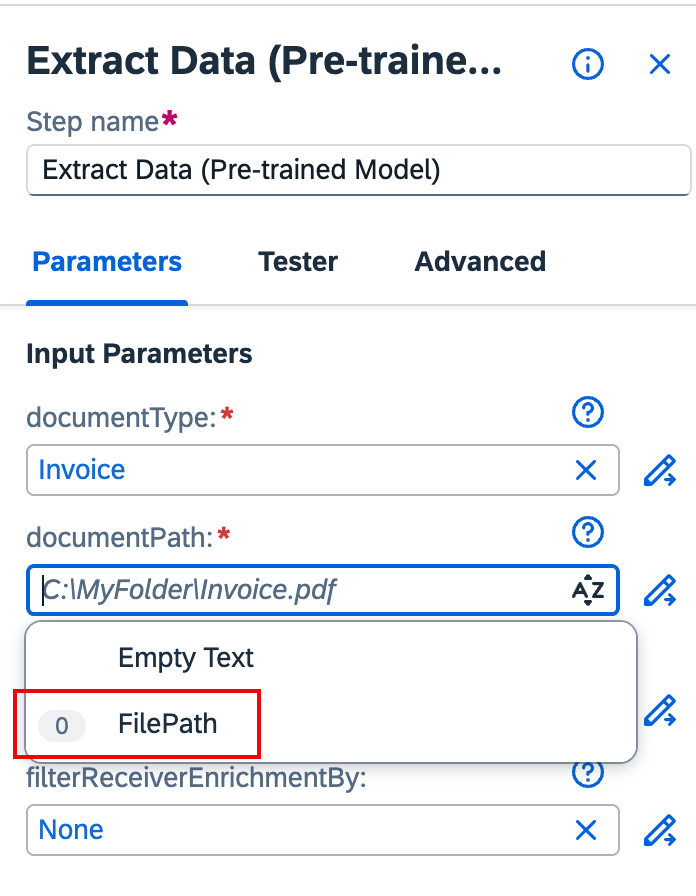 Extract Data (Pre-traine...
Step name*
Extract Data (Pre-trained Model)
Parameters Tester Advanced
Input Parameters
documentType:*
Invoice
documentPath:*
C:\MyFolder\Invoice.pdf AZ
Empty Text
0 FilePath
filterReceiverEnrichmentBy:
None